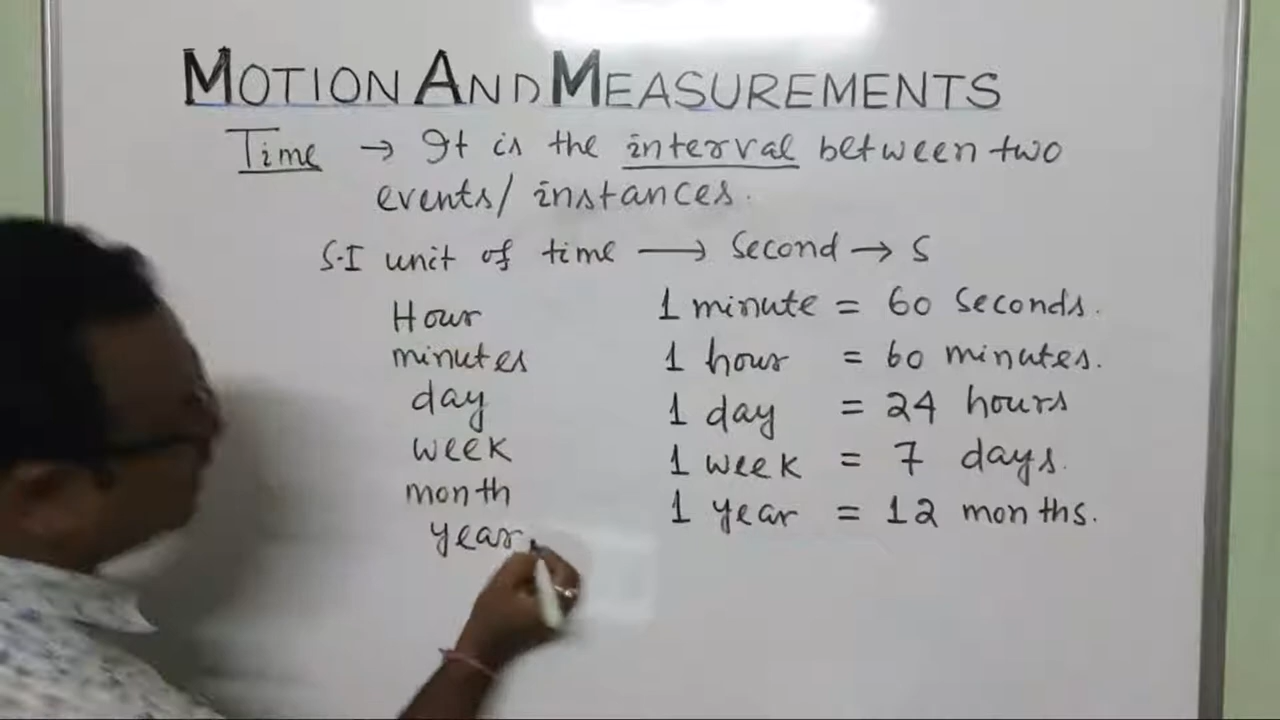 MOTION AND MEASUREMENTS
Time → It is the interval between two
events/ instances.
S.I unit of time → Second → S
Hour
minutes
day
week
month
year
1 minute = 60 Seconds.
1 hour = 60 minutes.
1 day = 24 hours
1 week = 7 days.
1 year = 12 months.